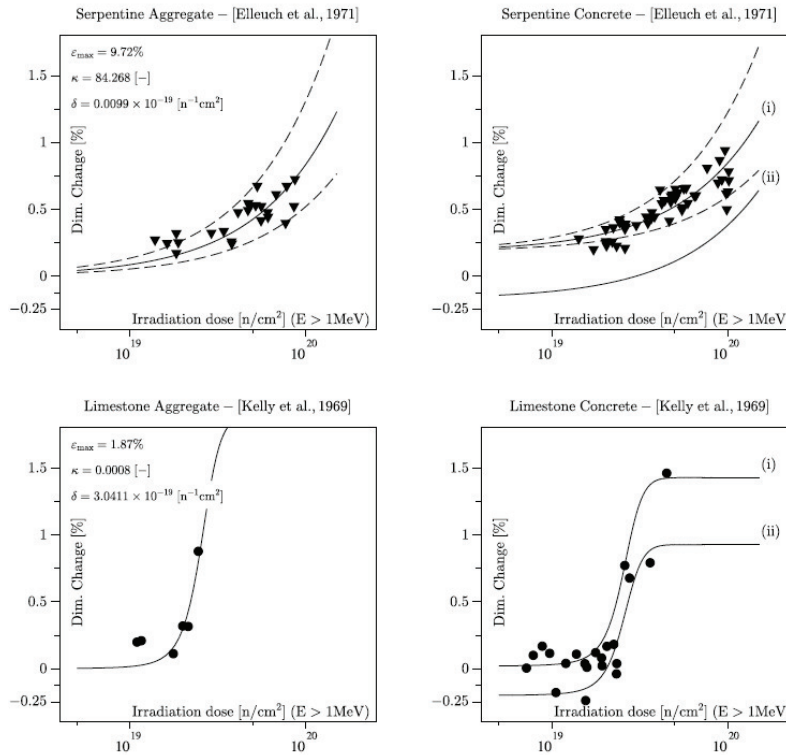 Serpentine Aggregate – [Elleuch et al., 1971]
ε_max = 9.72%
κ = 84.268 [−]
δ = 0.0099 × 10^−19 [n^−1cm^2]
Dim. Change [%]
1.5
1
0.5
0
−0.25
Irradiation dose [n/cm^2] (E > 1MeV)
10^19
10^20
Serpentine Concrete – [Elleuch et al., 1971]
Dim. Change [%]
1.5
1
0.5
0
−0.25
(i)
(ii)
Irradiation dose [n/cm^2] (E > 1MeV)
10^19
10^20
Limestone Aggregate – [Kelly et al., 1969]
ε_max = 1.87%
κ = 0.0008 [−]
δ = 3.0411 × 10^−19 [n^−1cm^2]
Dim. Change [%]
1.5
1
0.5
0
−0.25
Irradiation dose [n/cm^2] (E > 1MeV)
10^19
10^20
Limestone Concrete – [Kelly et al., 1969]
Dim. Change [%]
1.5
1
0.5
0
−0.25
(i)
(ii)
Irradiation dose [n/cm^2] (E > 1MeV)
10^19
10^20